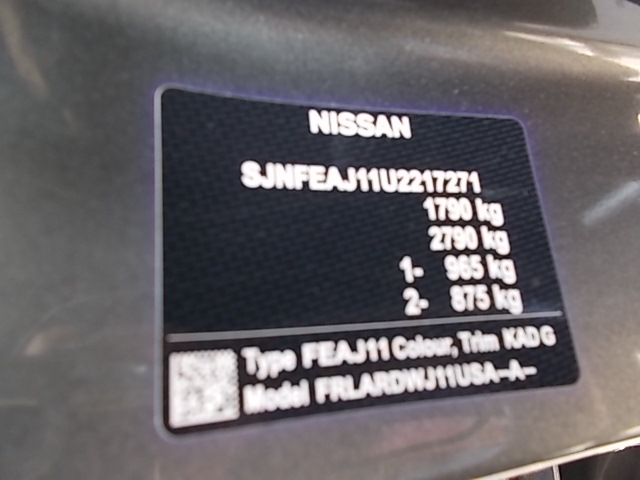 NISSAN
SJNFEAJ11U2217271
1790 kg
2790 kg
1- 965 kg
2- 875 kg
Type FEAJ11 Colour, Trim KAD G
Model FRLARDWJ11USA-A-